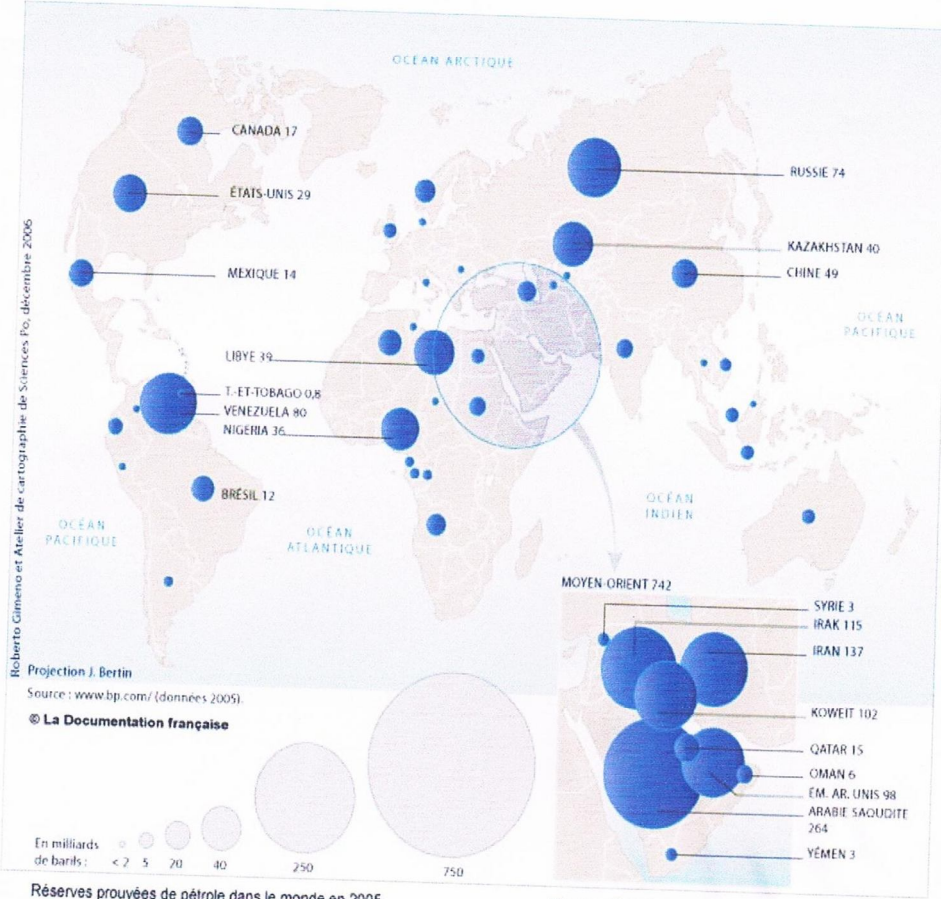 OCÉAN ARCTIQUE
CANADA 17
RUSSIE 74
ÉTATS-UNIS 29
KAZAKHSTAN 40
MEXIQUE 14
CHINE 49
OCÉAN
PACIFIQUE
LIBYE 39
T.-ET-TOBAGO 0,8
VENEZUELA 80
NIGERIA 36
BRÉSIL 12
OCÉAN
PACIFIQUE
OCÉAN
ATLANTIQUE
OCÉAN
INDIEN
MOYEN-ORIENT 742
SYRIE 3
IRAK 115
IRAN 137
KOWEIT 102
QATAR 15
OMAN 6
ÉM. AR. UNIS 98
ARABIE SAOUDITE
264
YÉMEN 3
Roberto Gimeno et Atelier de cartographie de Sciences Po, décembre 2006
Projection J. Bertin
Source : www.bp.com/ (données 2005).
© La Documentation française
En milliards
de barils : < 2 5 20 40 250 750
Réserves prouvées de pétrole dans le monde en 2005